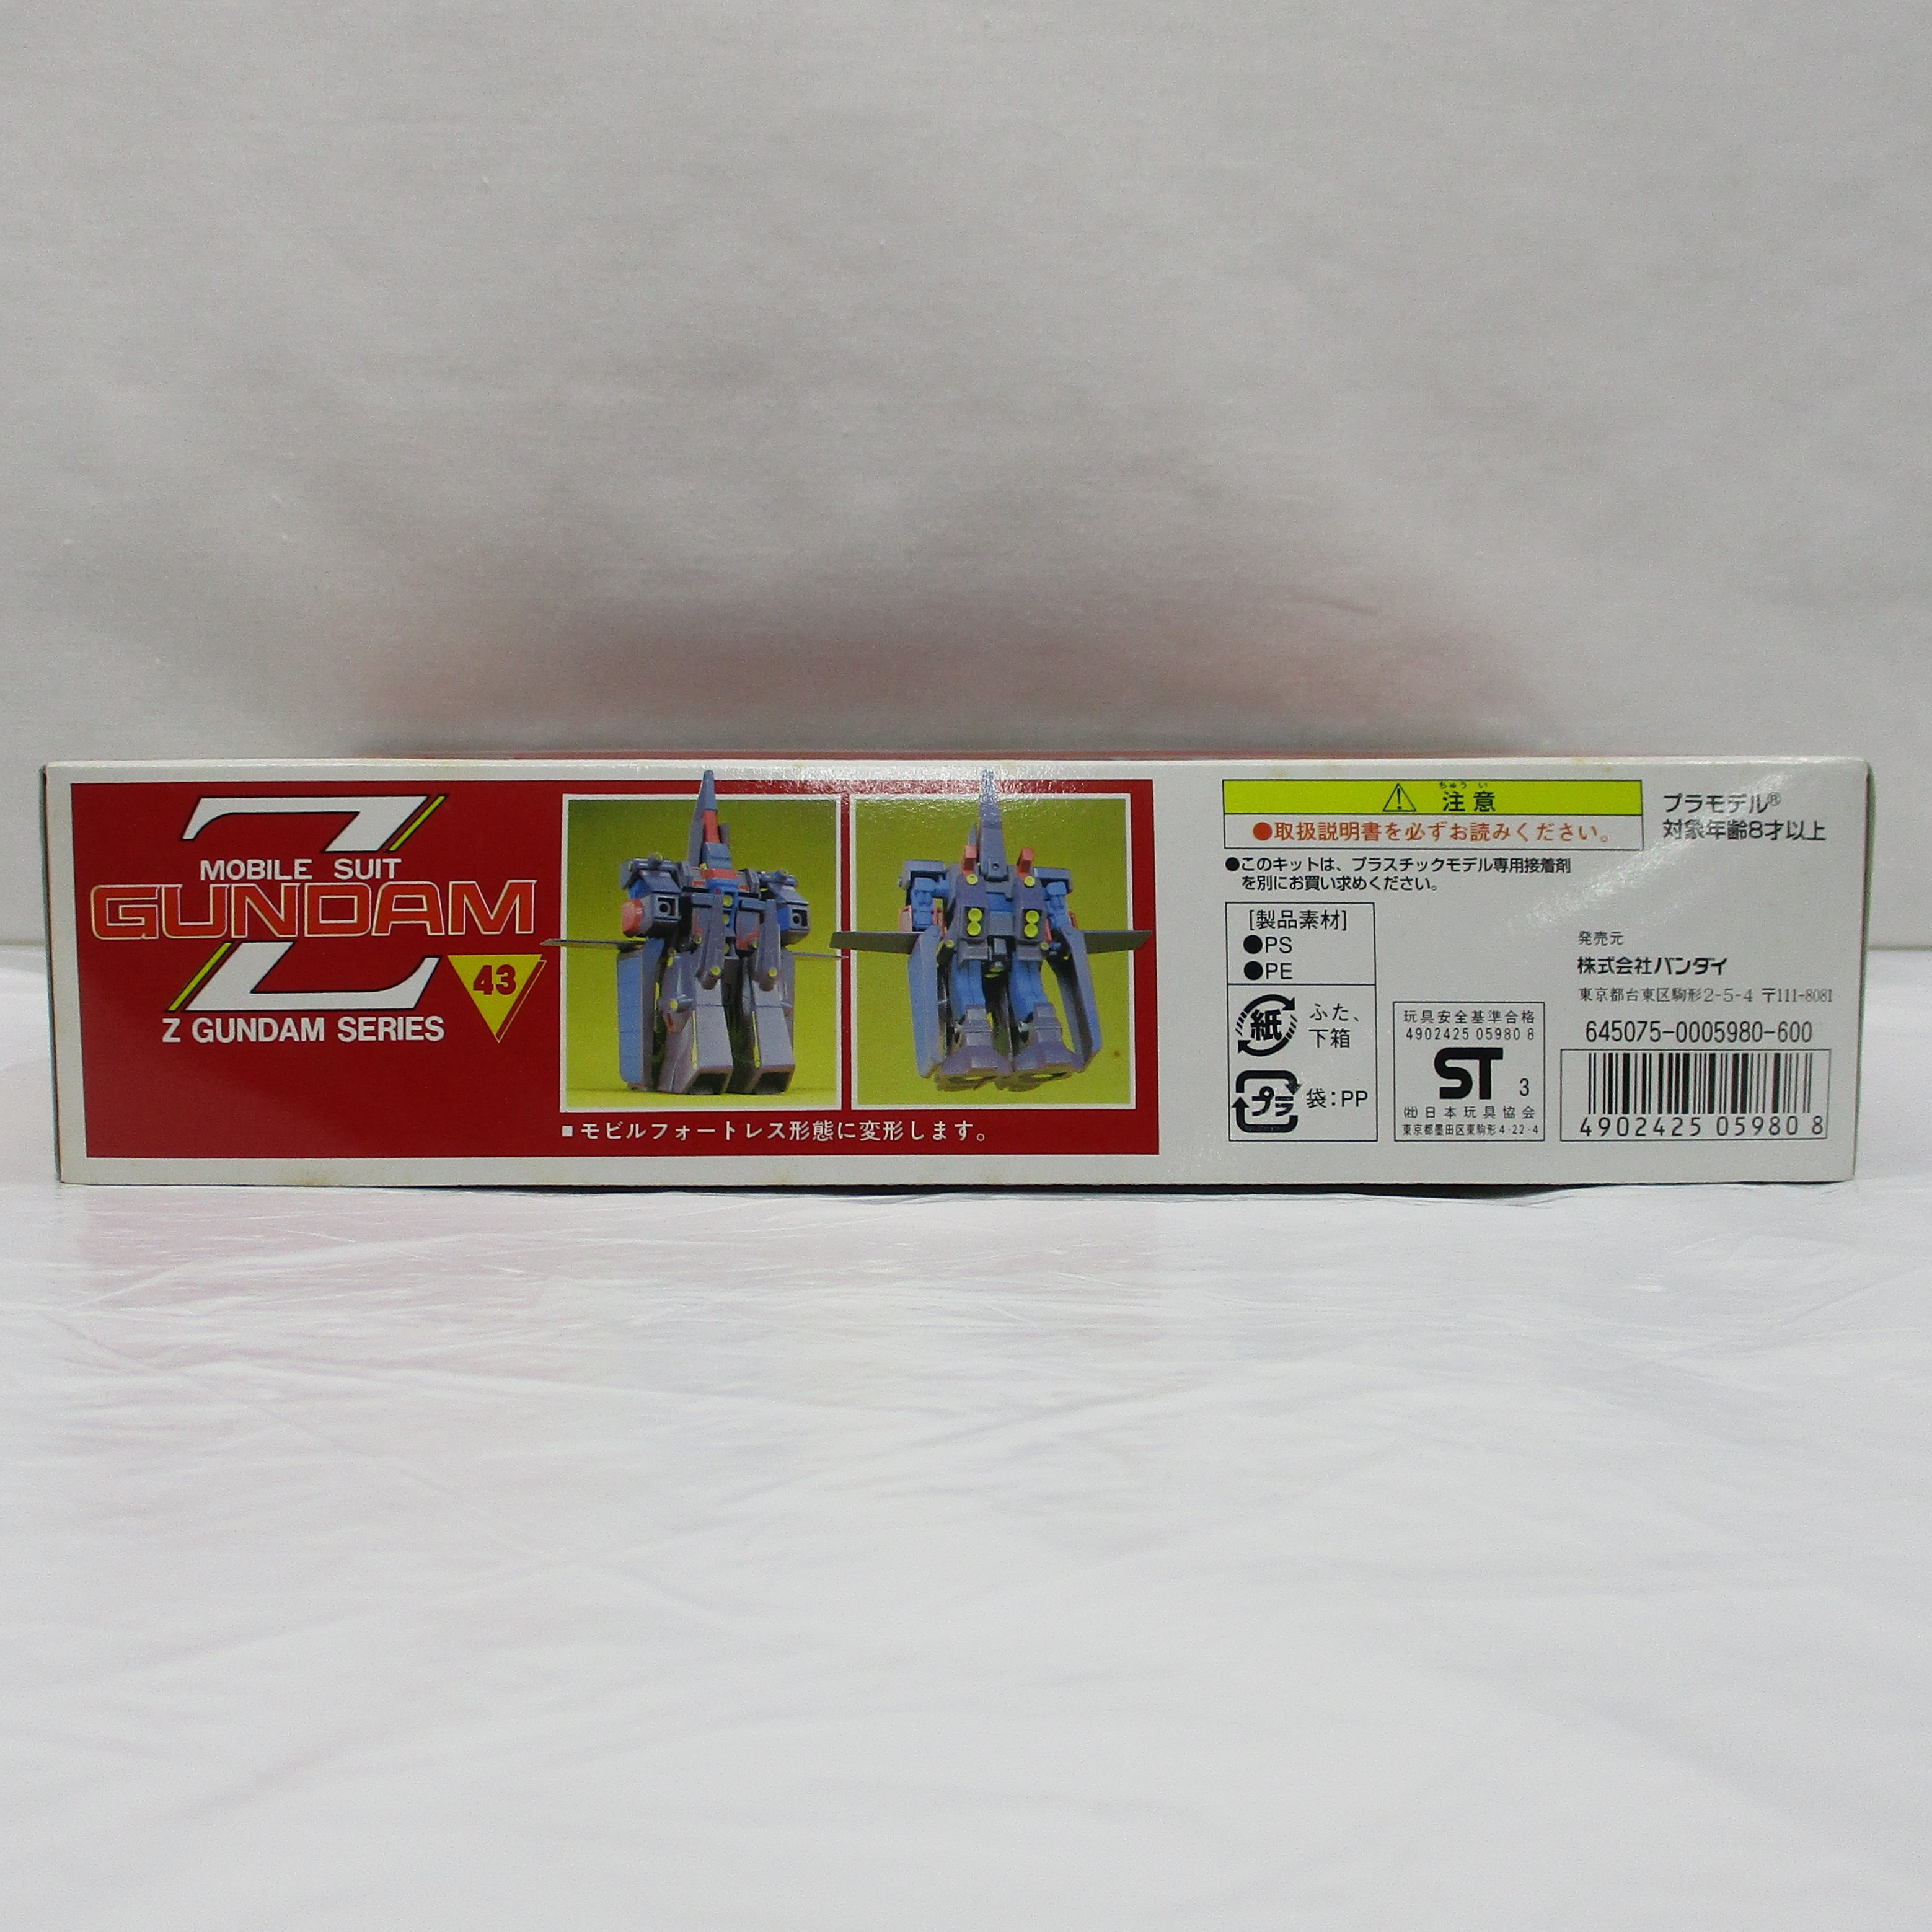 Z
MOBILE SUIT
GUNDAM
Z
43
Z GUNDAM SERIES
■モビルフォートレス形態に変形します。
ちゅうい
注意
●取扱説明書を必ずお読みください。
●このキットは、プラスチックモデル専用接着剤
を別にお買い求めください。
[製品素材]
●PS
●PE
紙 ふた、
下箱
プラ 袋:PP
玩具安全基準合格
4902425 05980 8
ST 3
(社)日本玩具協会
東京都墨田区東駒形4-22-4
プラモデル®
対象年齢8才以上
発売元
株式会社バンダイ
東京都台東区駒形2-5-4 〒111-8081
645075-0005980-600
4902425 05980 8